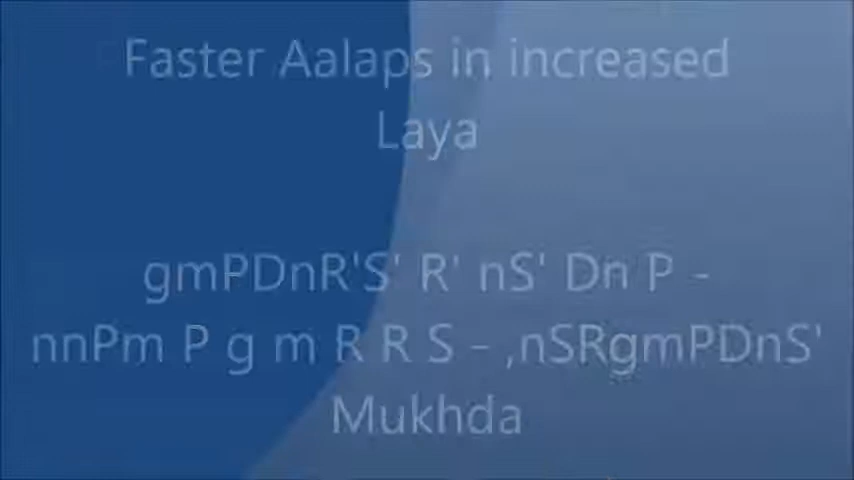 Faster Aalaps in increased
Laya
gmPDnR'S' R' nS' Dn P -
nnPm P g m R R S - ,nSRgmPDnS'
Mukhda